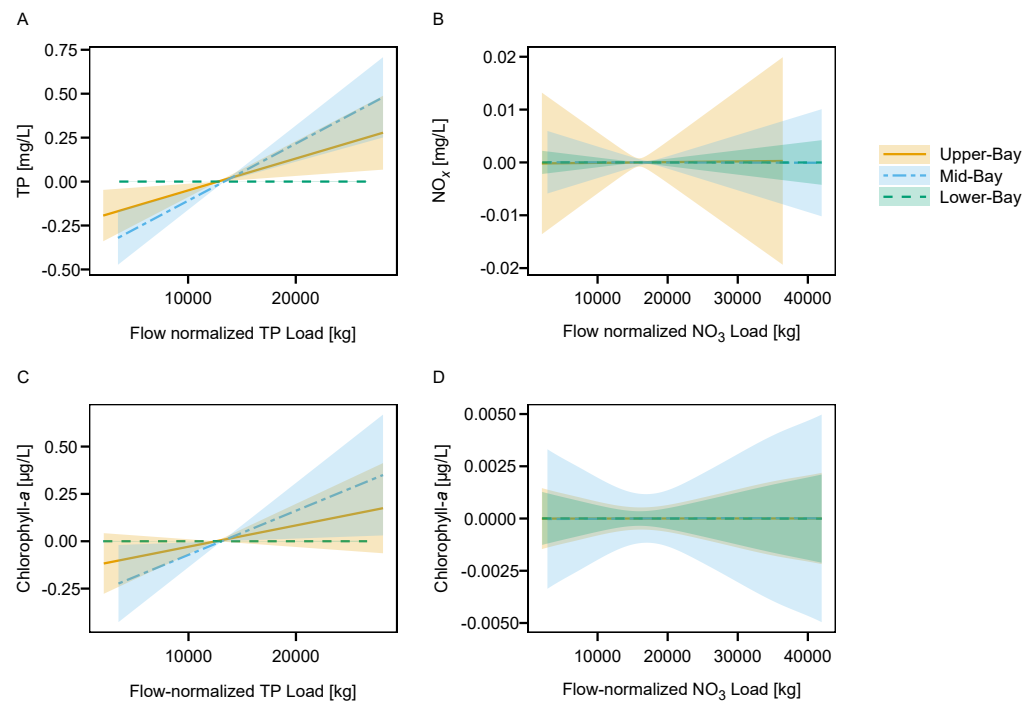 A
B
0.75
0.50
0.25
0.00
-0.25
-0.50
TP [mg/L]
10000
20000
Flow normalized TP Load [kg]
0.02
0.01
0.00
-0.01
-0.02
NOx [mg/L]
10000
20000
30000
40000
Flow normalized NO3 Load [kg]
Upper-Bay
Mid-Bay
Lower-Bay
C
D
0.50
0.25
0.00
-0.25
Chlorophyll-a [µg/L]
10000
20000
Flow-normalized TP Load [kg]
0.0050
0.0025
0.0000
-0.0025
-0.0050
Chlorophyll-a [µg/L]
10000
20000
30000
40000
Flow-normalized NO3 Load [kg]